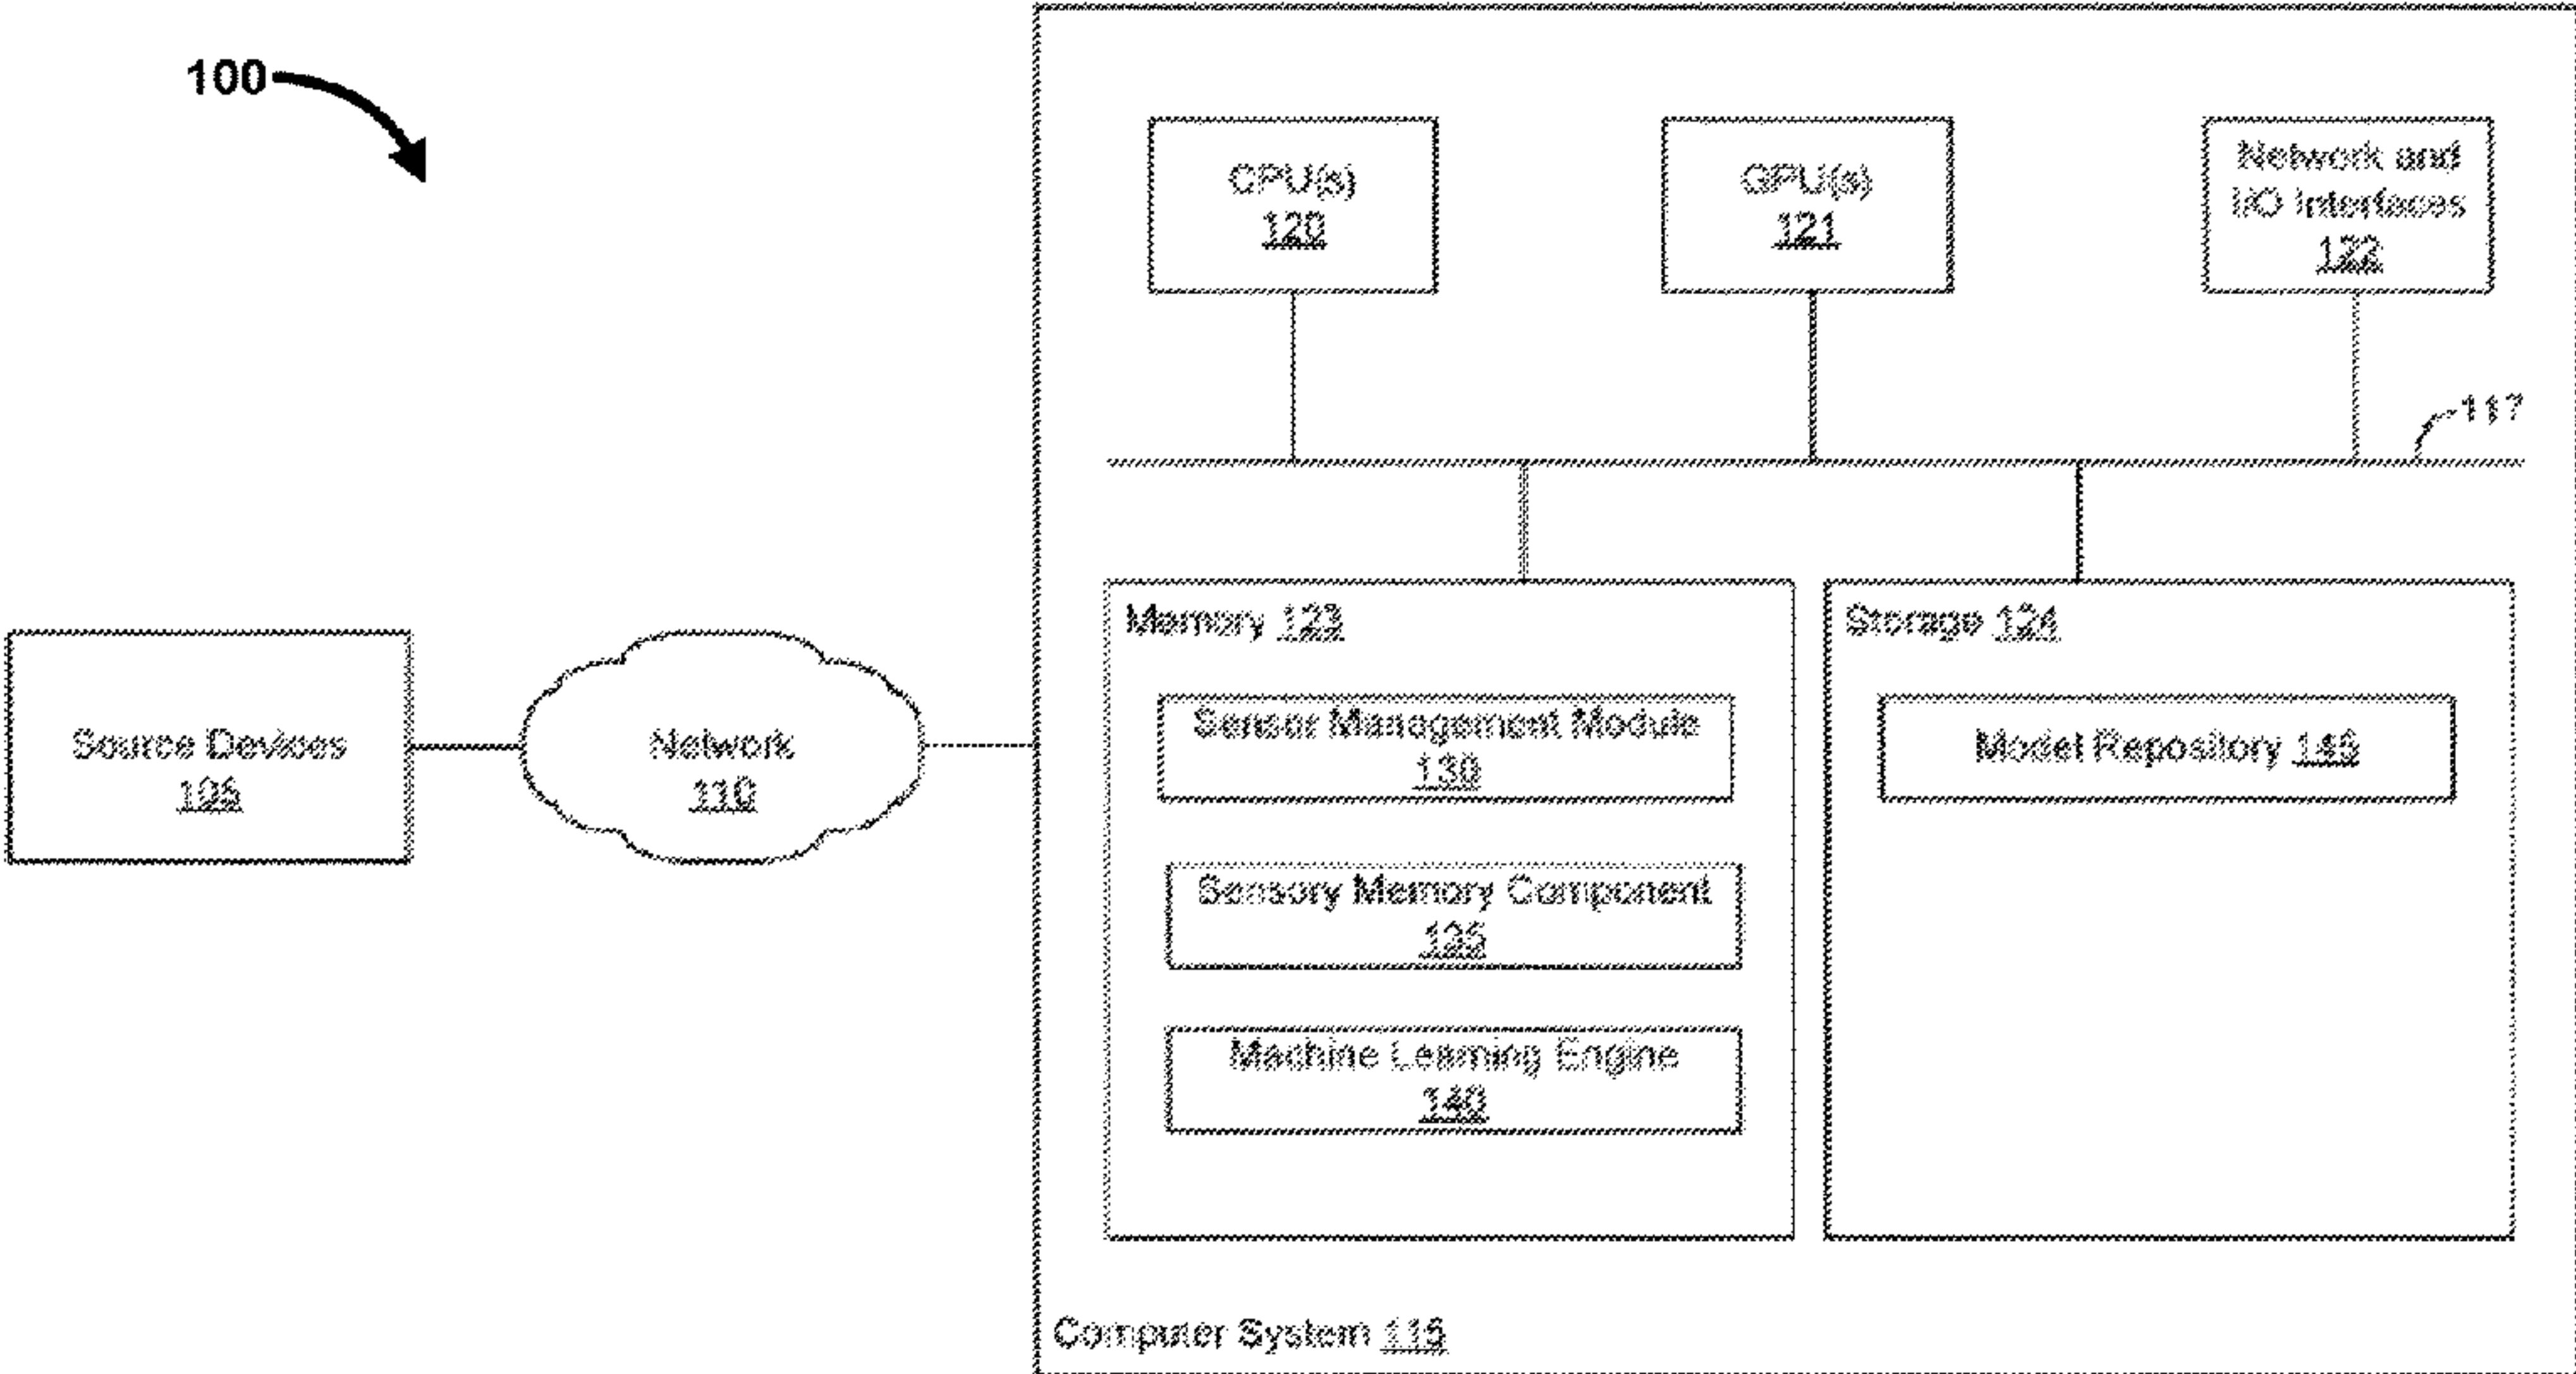 100
CPU(s)
120
GPU(s)
121
Network and
I/O Interfaces
122
117
Memory 123
Storage 124
Source Devices
105
Network
110
Sensor Management Module
130
Model Repository 145
Sensory Memory Component
135
Machine Learning Engine
140
Computer System 115